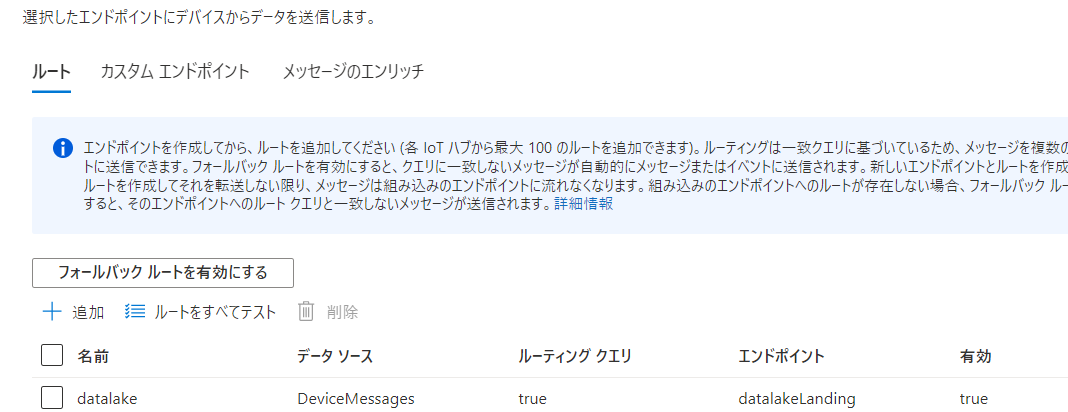 選択したエンドポイントにデバイスからデータを送信します。
ルート カスタム エンドポイント メッセージのエンリッチ
エンドポイントを作成してから、ルートを追加してください (各 IoT ハブから最大 100 のルートを追加できます)。ルーティングは一致クエリに基づいているため、メッセージを複数の
トに送信できます。フォールバック ルートを有効にすると、クエリに一致しないメッセージが自動的にメッセージまたはイベントに送信されます。新しいエンドポイントとルートを作成
ルートを作成してそれを転送しない限り、メッセージは組み込みのエンドポイントに流れなくなります。組み込みのエンドポイントへのルートが存在しない場合、フォールバック ルー
すると、そのエンドポイントへのルート クエリと一致しないメッセージが送信されます。詳細情報
フォールバック ルートを有効にする
追加 ルートをすべてテスト 削除
名前 データ ソース ルーティング クエリ エンドポイント 有効
datalake DeviceMessages true datalakeLanding true